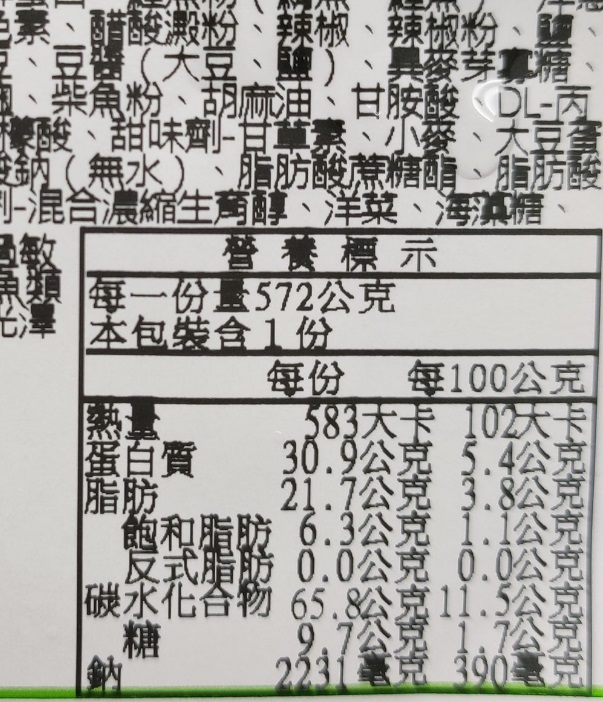 素、醋酸澱粉、辣椒、辣椒粉、鹽、
、豆醬（大豆、鹽）、異麥芽寡糖、
、柴魚粉、胡麻油、甘胺酸、DL-丙
胺酸、甜味劑-甘草素、小麥、大豆蛋
酸鈉（無水）、脂肪酸蔗糖酯、脂肪酸
劑-混合濃縮生育醇、洋菜、海藻糖、
過敏
魚類
光澤
營養標示
每一份量572公克
本包裝含1份
每份 每100公克
熱量 583大卡 102大卡
蛋白質 30.9公克 5.4公克
脂肪 21.7公克 3.8公克
飽和脂肪 6.3公克 1.1公克
反式脂肪 0.0公克 0.0公克
碳水化合物 65.8公克 11.5公克
糖 9.7公克 1.7公克
鈉 2231毫克 390毫克